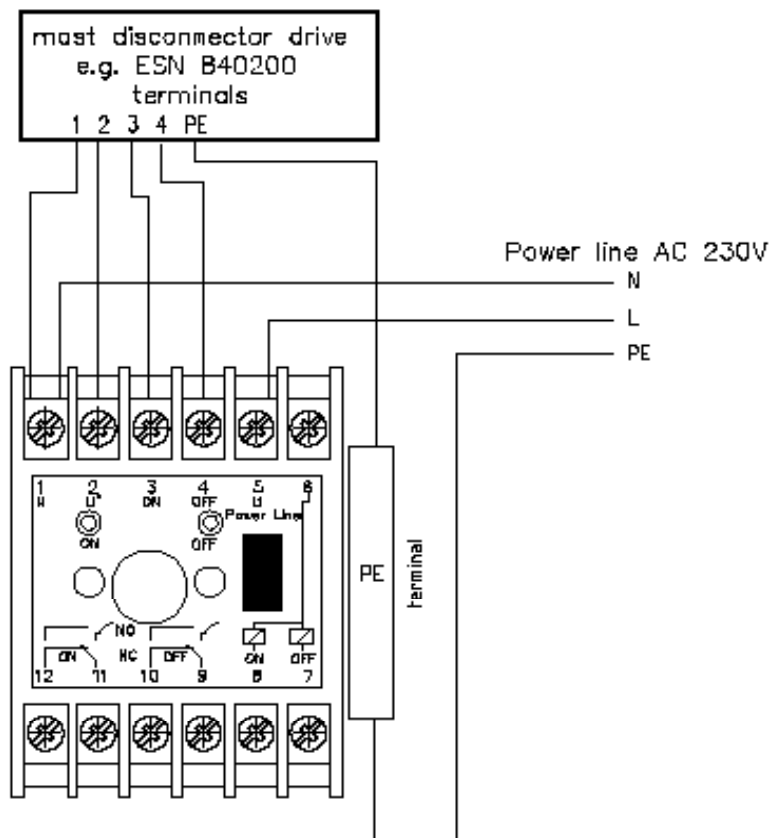 mast disconmector drive
e.g. ESN B40200
terminals
1 2 3 4 PE
Power line AC 230V
N
L
PE
1 2 3 4 5 6
N ON OFF
Power Line
ON OFF
PE
terminal
NO
ON NC OFF ON OFF
12 11 10 9 8 7